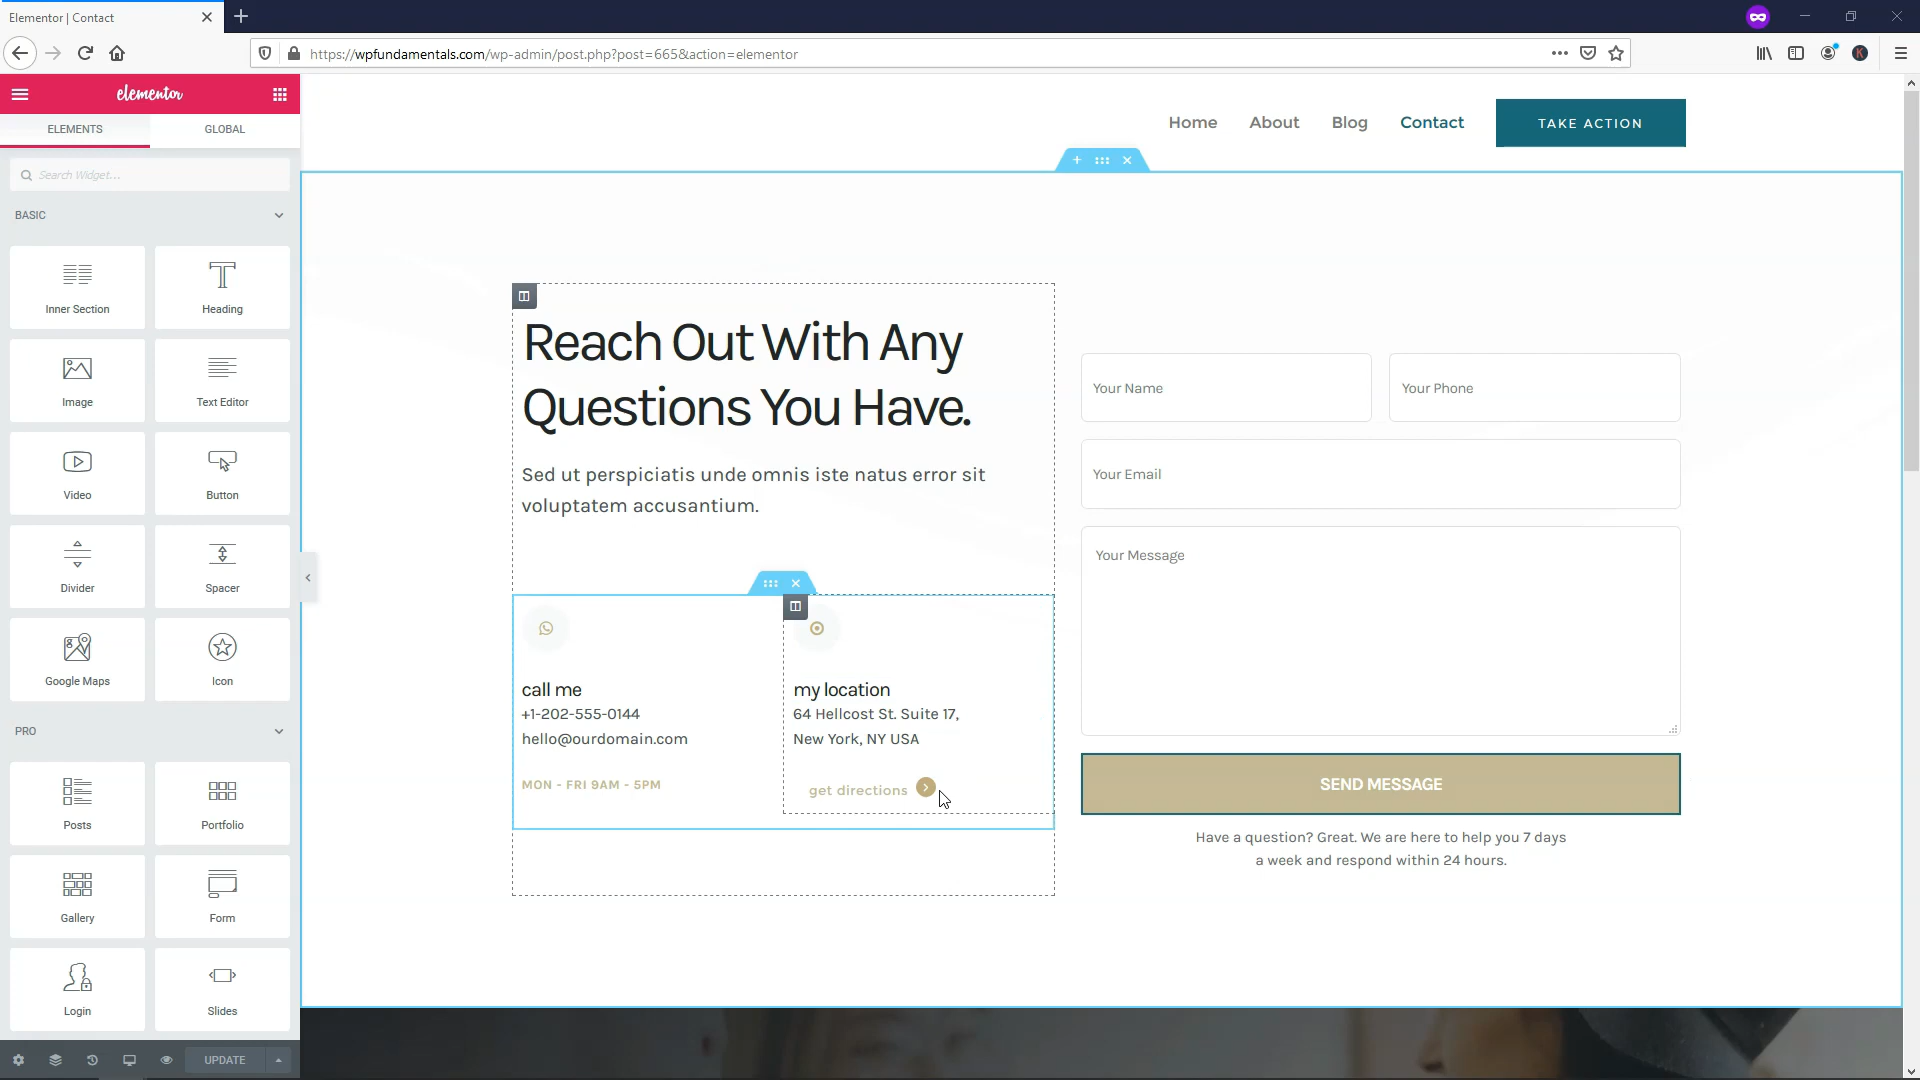 Elementor | Contact
https://wpfundamentals.com/wp-admin/post.php?post=665&action=elementor
K
elementor
ELEMENTS
GLOBAL
Search Widget...
BASIC
Inner Section
Heading
Image
Text Editor
Video
Button
Divider
Spacer
Google Maps
Icon
PRO
Posts
Portfolio
Gallery
Form
Login
Slides
UPDATE
Home
About
Blog
Contact
TAKE ACTION
Reach Out With Any
Questions You Have.
Sed ut perspiciatis unde omnis iste natus error sit
voluptatem accusantium.
call me
+1-202-555-0144
hello@ourdomain.com
MON - FRI 9AM - 5PM
my location
64 Hellcost St. Suite 17,
New York, NY USA
get directions
Your Name
Your Phone
Your Email
Your Message
SEND MESSAGE
Have a question? Great. We are here to help you 7 days
a week and respond within 24 hours.